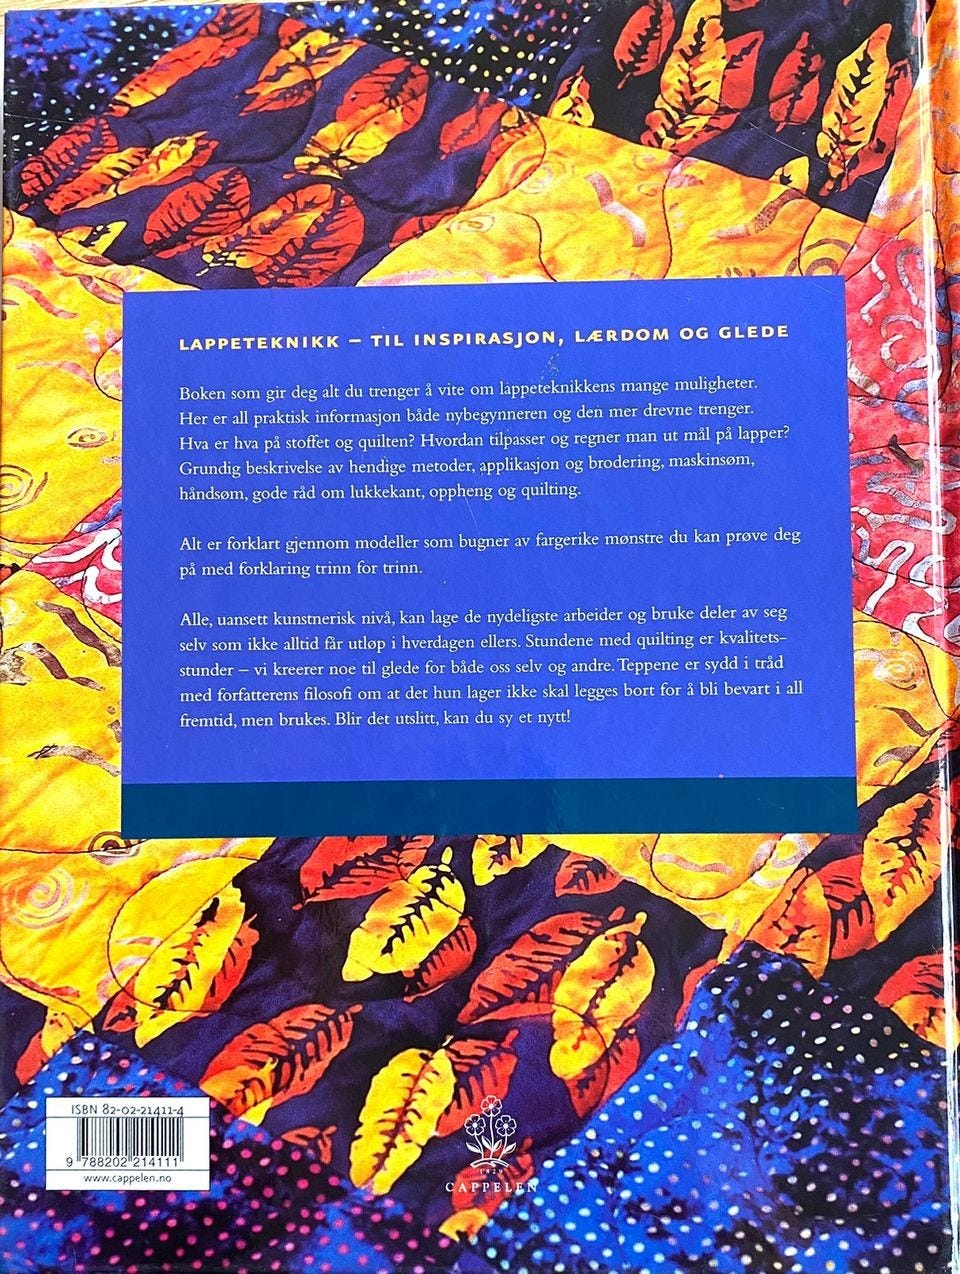 LAPPETEKNIKK – TIL INSPIRASJON, LÆRDOM OG GLEDE
Boken som gir deg alt du trenger å vite om lappeteknikkens mange muligheter.
Her er all praktisk informasjon både nybegynneren og den mer drevne trenger.
Hva er hva på stoffet og quilten? Hvordan tilpasser og regner man ut mål på lapper?
Grundig beskrivelse av hendige metoder, applikasjon og brodering, maskinsøm,
håndsøm, gode råd om lukkekant, oppheng og quilting.
Alt er forklart gjennom modeller som bugner av fargerike mønstre du kan prøve deg
på med forklaring trinn for trinn.
Alle, uansett kunstnerisk nivå, kan lage de nydeligste arbeider og bruke deler av seg
selv som ikke alltid får utløp i hverdagen ellers. Stundene med quilting er kvalitets-
stunder – vi kreerer noe til glede for både oss selv og andre. Teppene er sydd i tråd
med forfatterens filosofi om at det hun lager ikke skal legges bort for å bli bevart i all
fremtid, men brukes. Blir det utslitt, kan du sy et nytt!
ISBN 82-02-21411-4
9 788202 214111
www.cappelen.no
1829
CAPPELEN